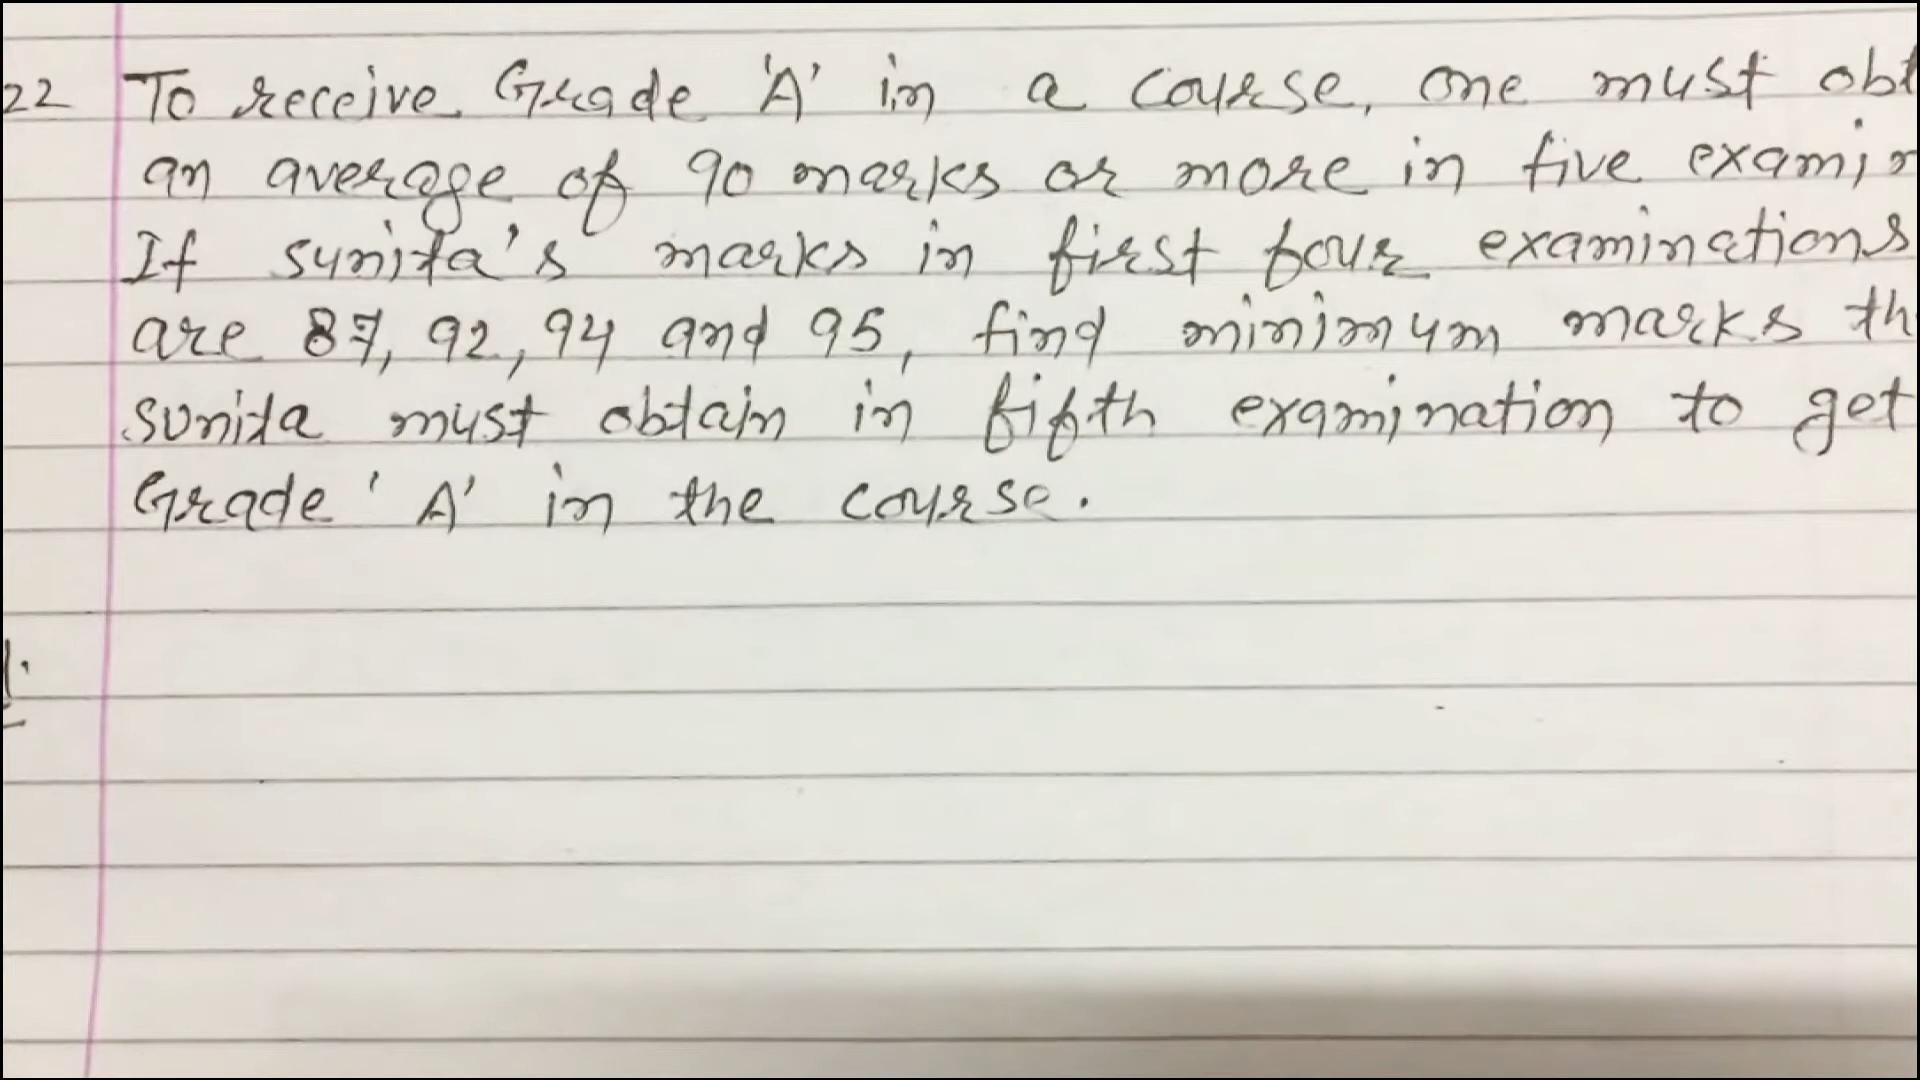 22 To receive Grade 'A' in a course, one must obt
an average of 90 marks or more in five examin
If sunita's marks in first four examinations
are 87, 92, 94 and 95, find minimum marks th
sunita must obtain in fifth examination to get
Grade 'A' in the course.